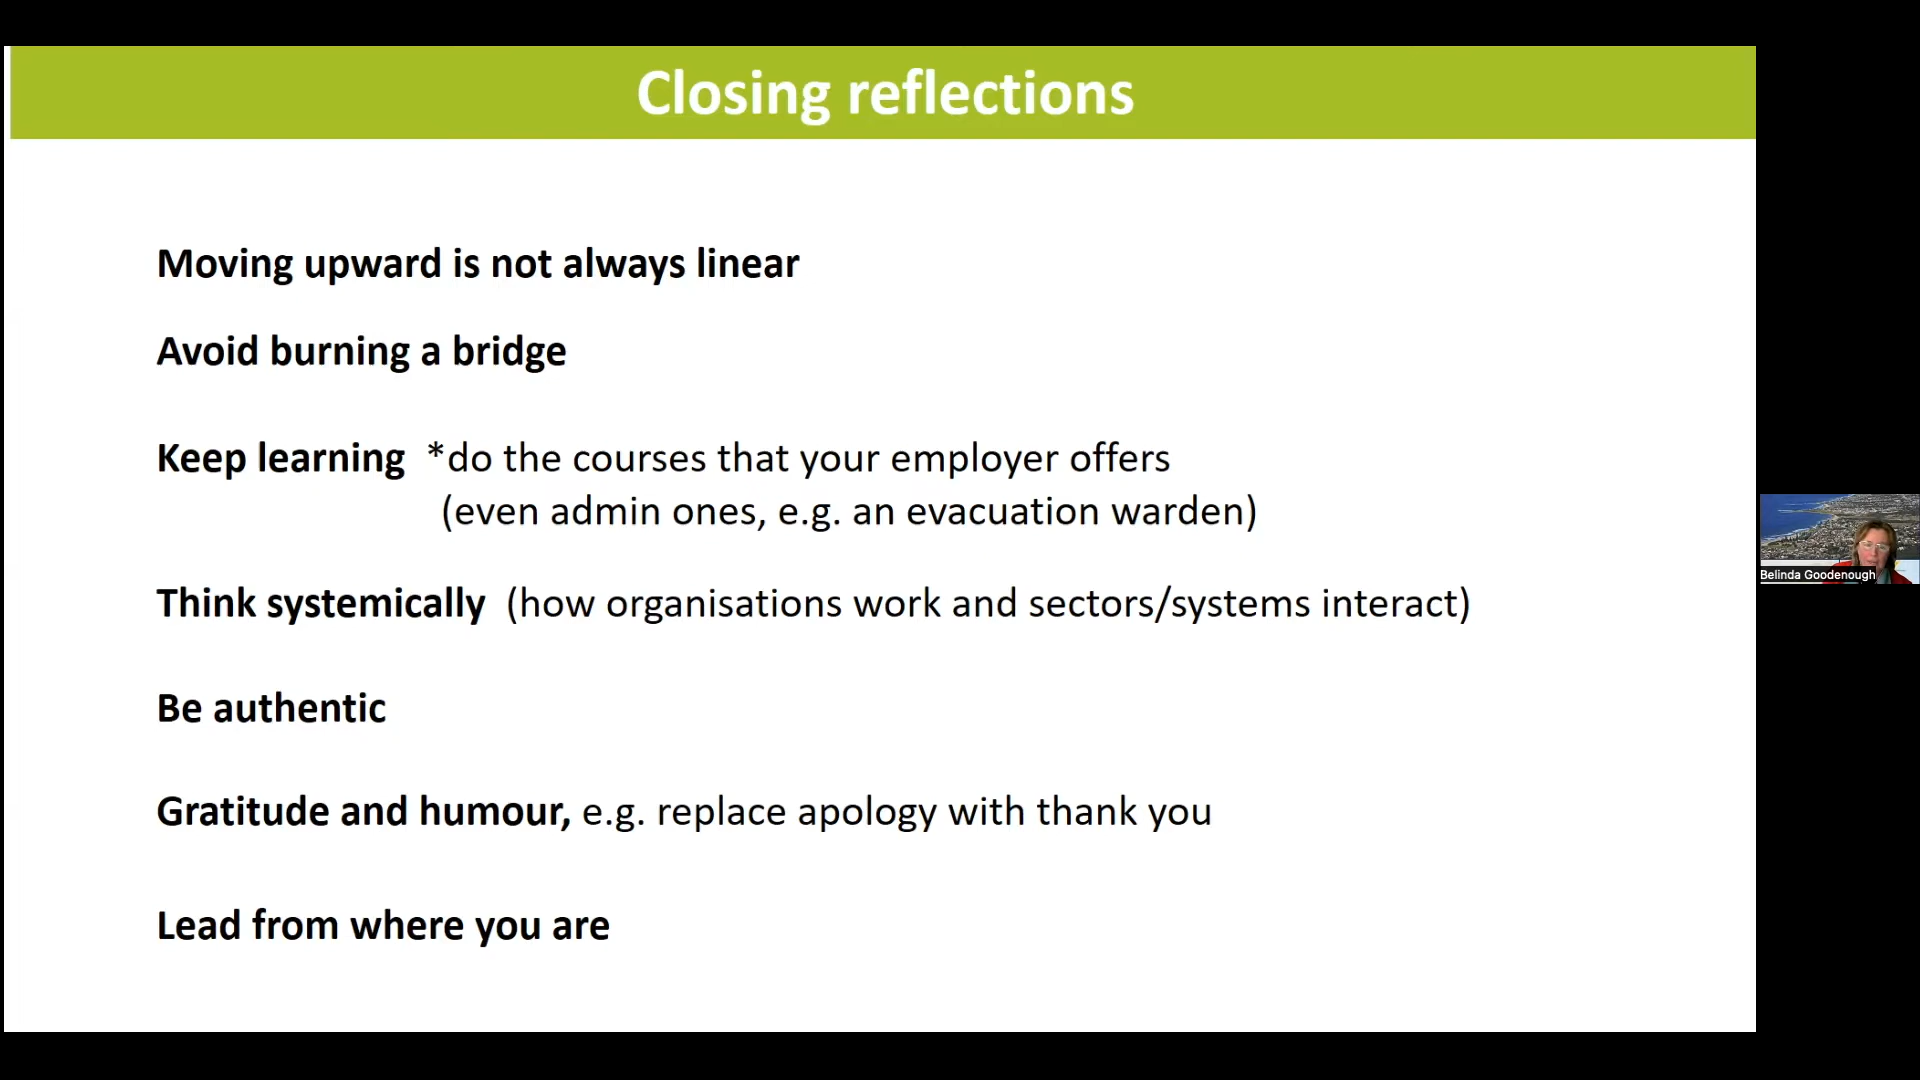 Closing reflections
Moving upward is not always linear
Avoid burning a bridge
Keep learning *do the courses that your employer offers
(even admin ones, e.g. an evacuation warden)
Think systemically (how organisations work and sectors/systems interact)
Be authentic
Gratitude and humour, e.g. replace apology with thank you
Lead from where you are
Belinda Goodenough